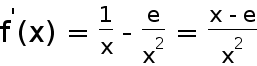 f'(x) = 1/x - e/x² = (x - e)/x²